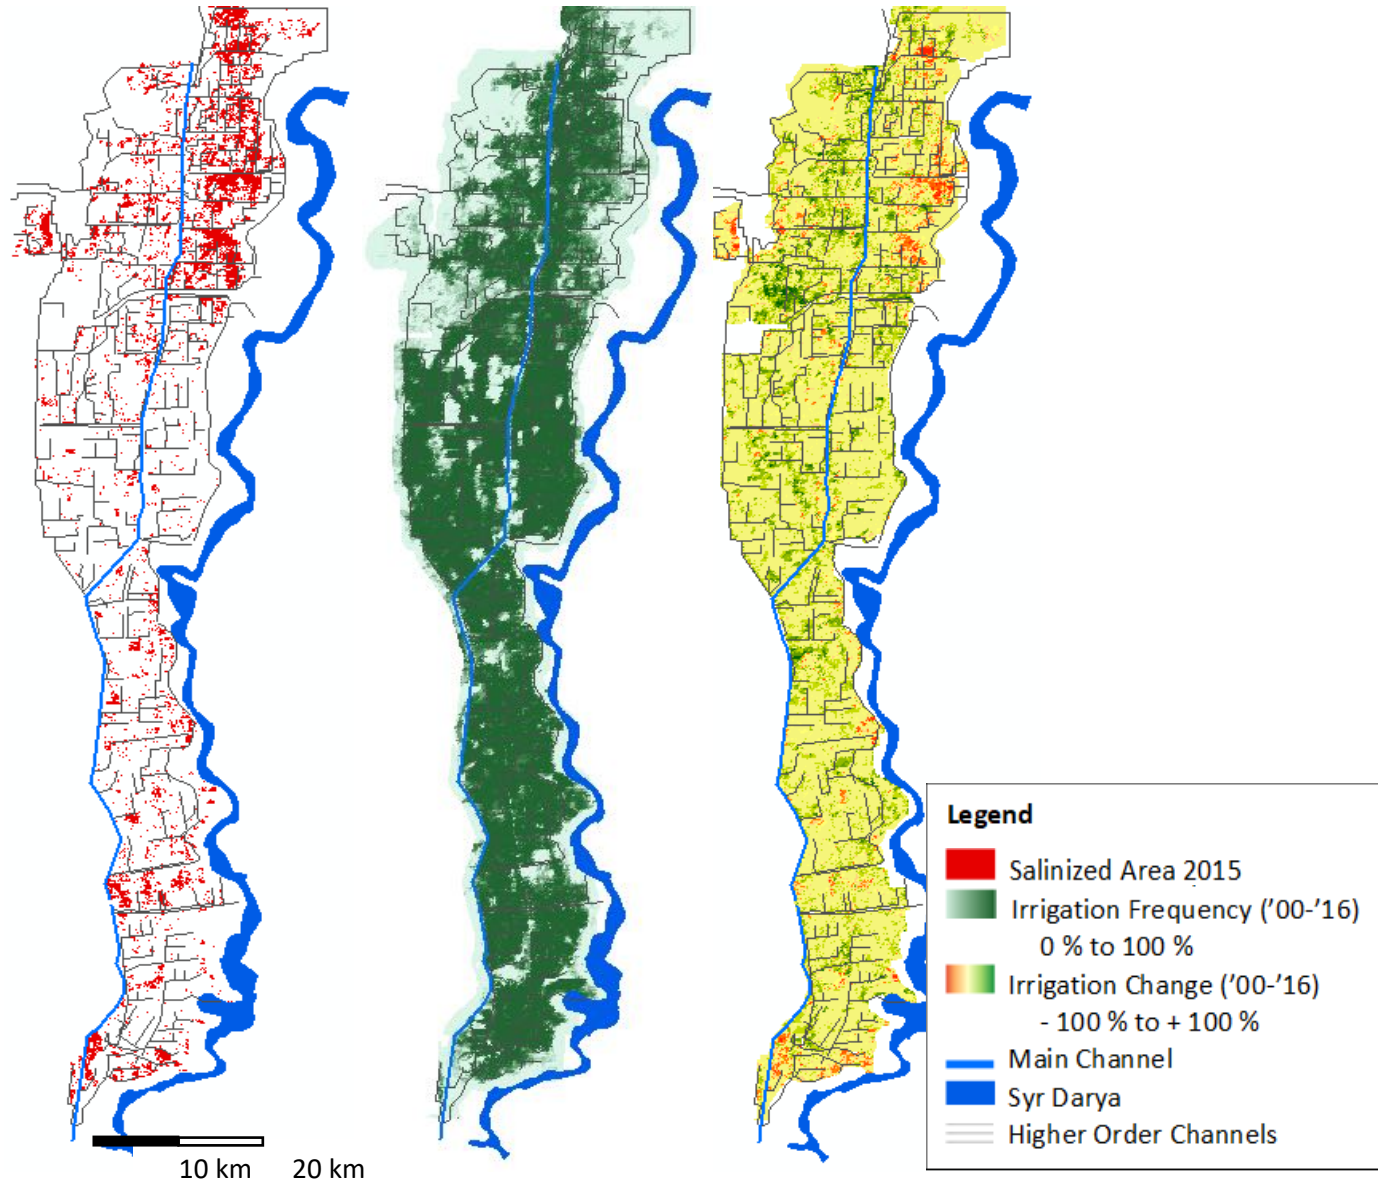 Legend
Salinized Area 2015
Irrigation Frequency ('00-'16)
0 % to 100 %
Irrigation Change ('00-'16)
- 100 % to + 100 %
Main Channel
Syr Darya
Higher Order Channels
10 km 20 km